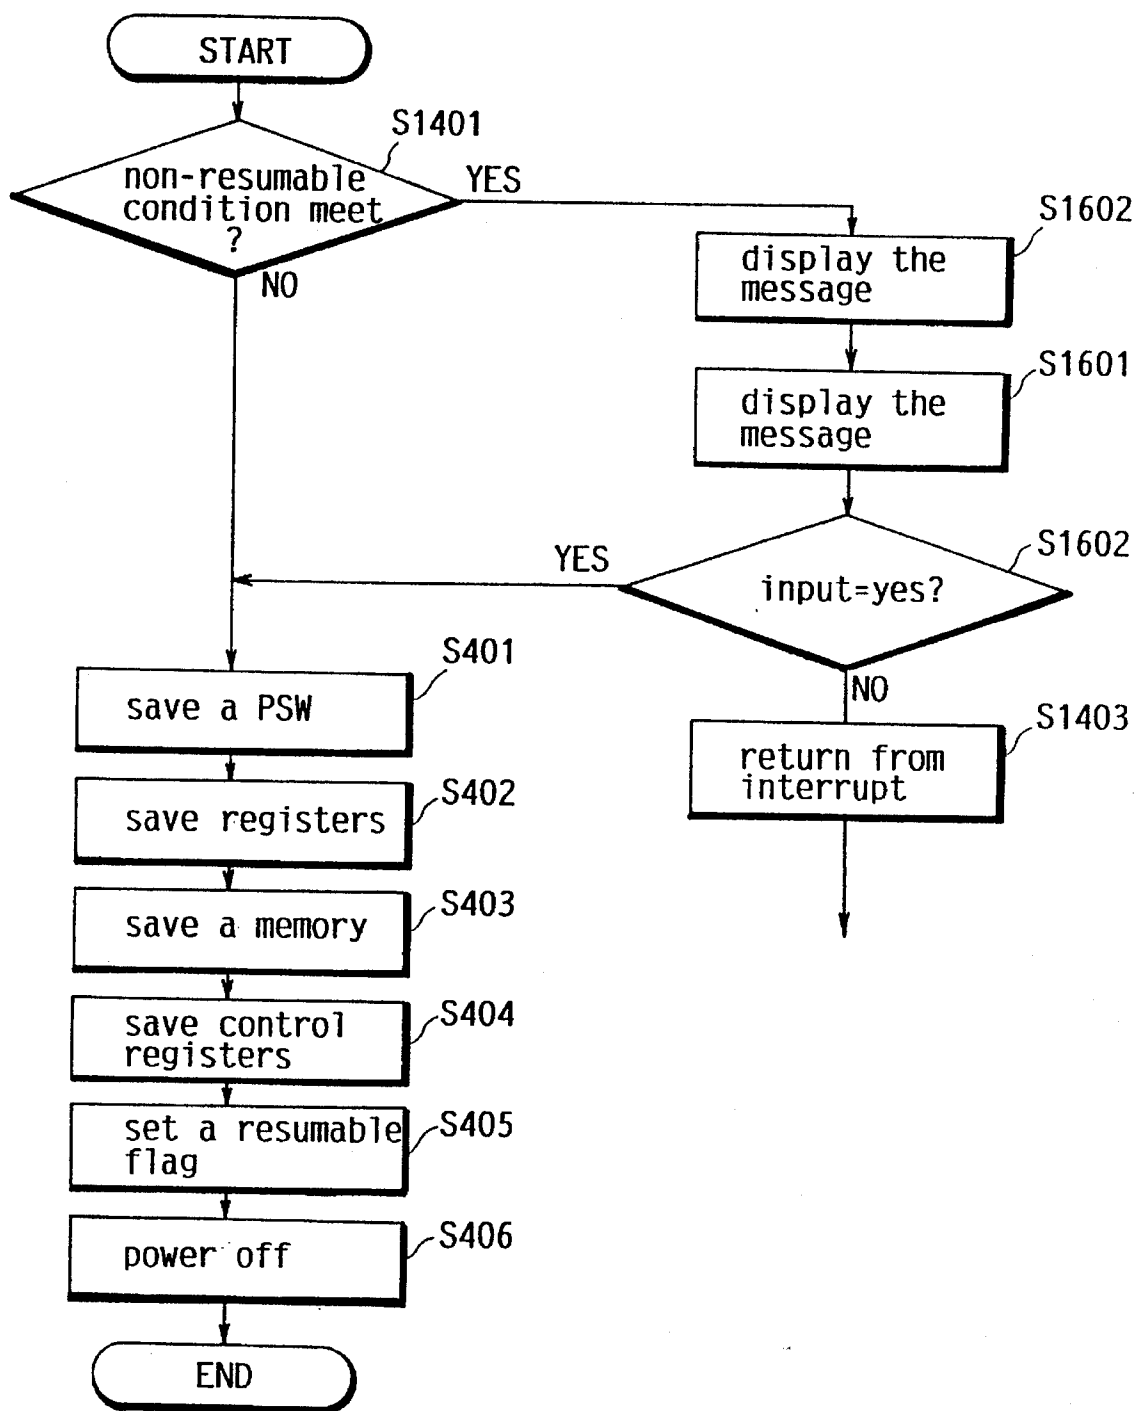 START
S1401
non-resumable
condition meet
?
YES
NO
S1602
display the
message
S1601
display the
message
S1602
input=yes?
YES
NO
S1403
return from
interrupt
S401
save a PSW
S402
save registers
S403
save a memory
S404
save control
registers
S405
set a resumable
flag
S406
power off
END